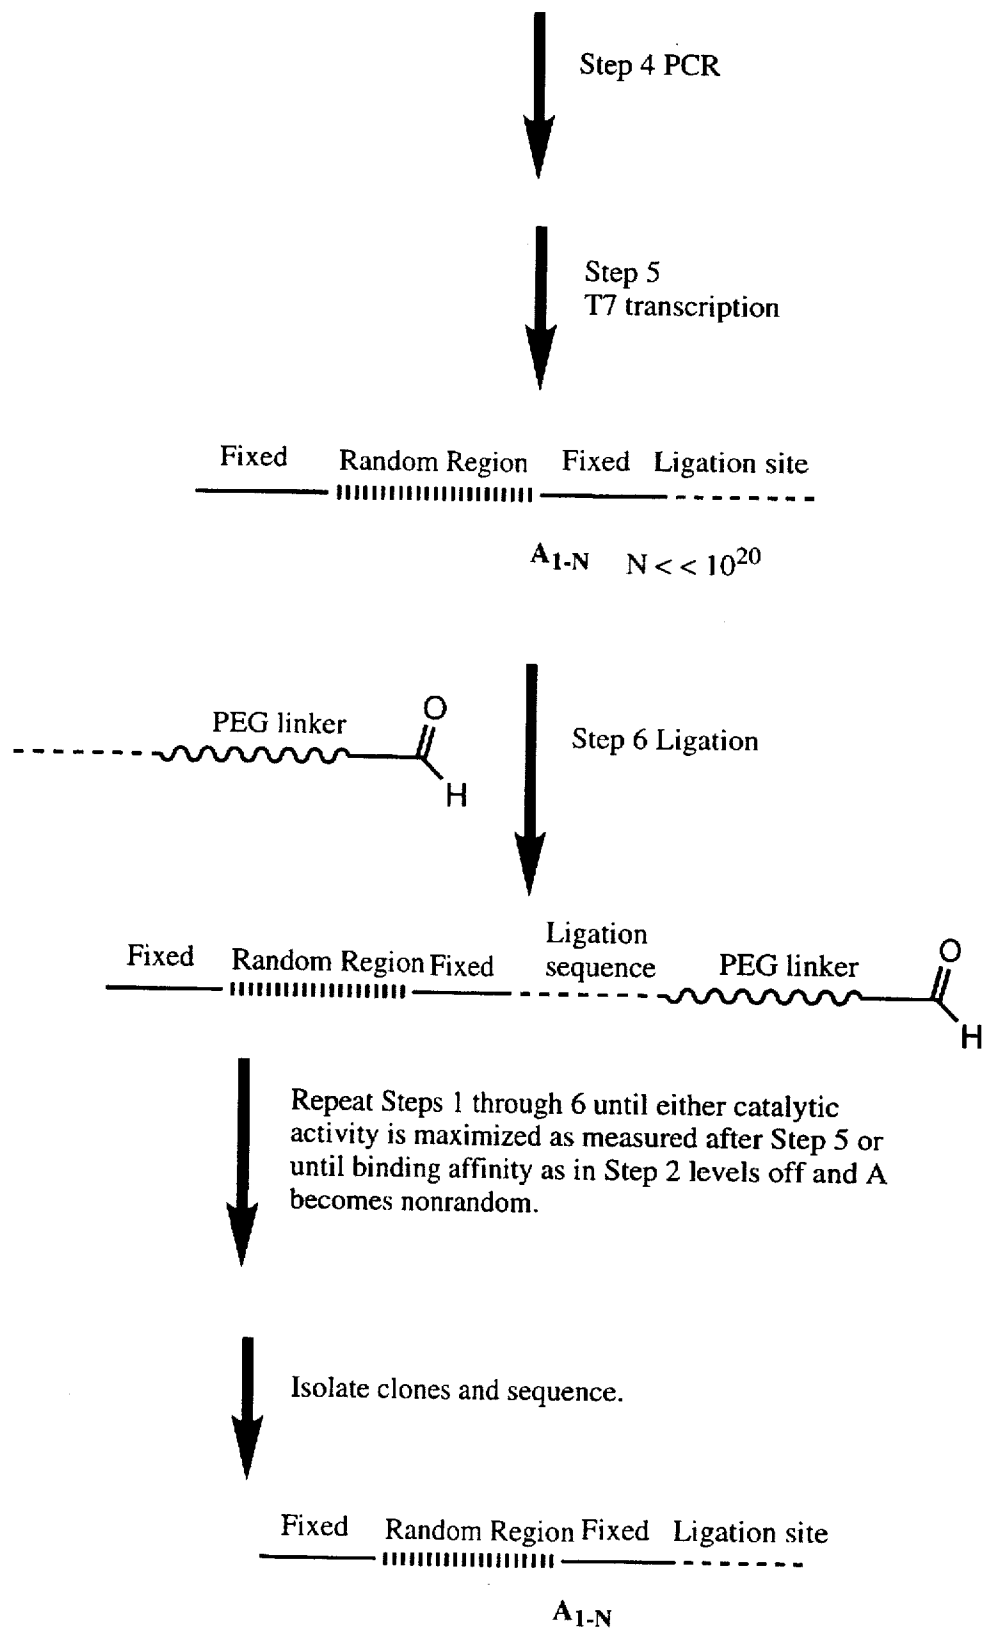 Step 4 PCR
Step 5
T7 transcription
Fixed Random Region Fixed Ligation site
A1-N N < < 10^20
PEG linker O
H
Step 6 Ligation
Fixed Random Region Fixed Ligation
sequence PEG linker O
H
Repeat Steps 1 through 6 until either catalytic
activity is maximized as measured after Step 5 or
until binding affinity as in Step 2 levels off and A
becomes nonrandom.
Isolate clones and sequence.
Fixed Random Region Fixed Ligation site
A1-N